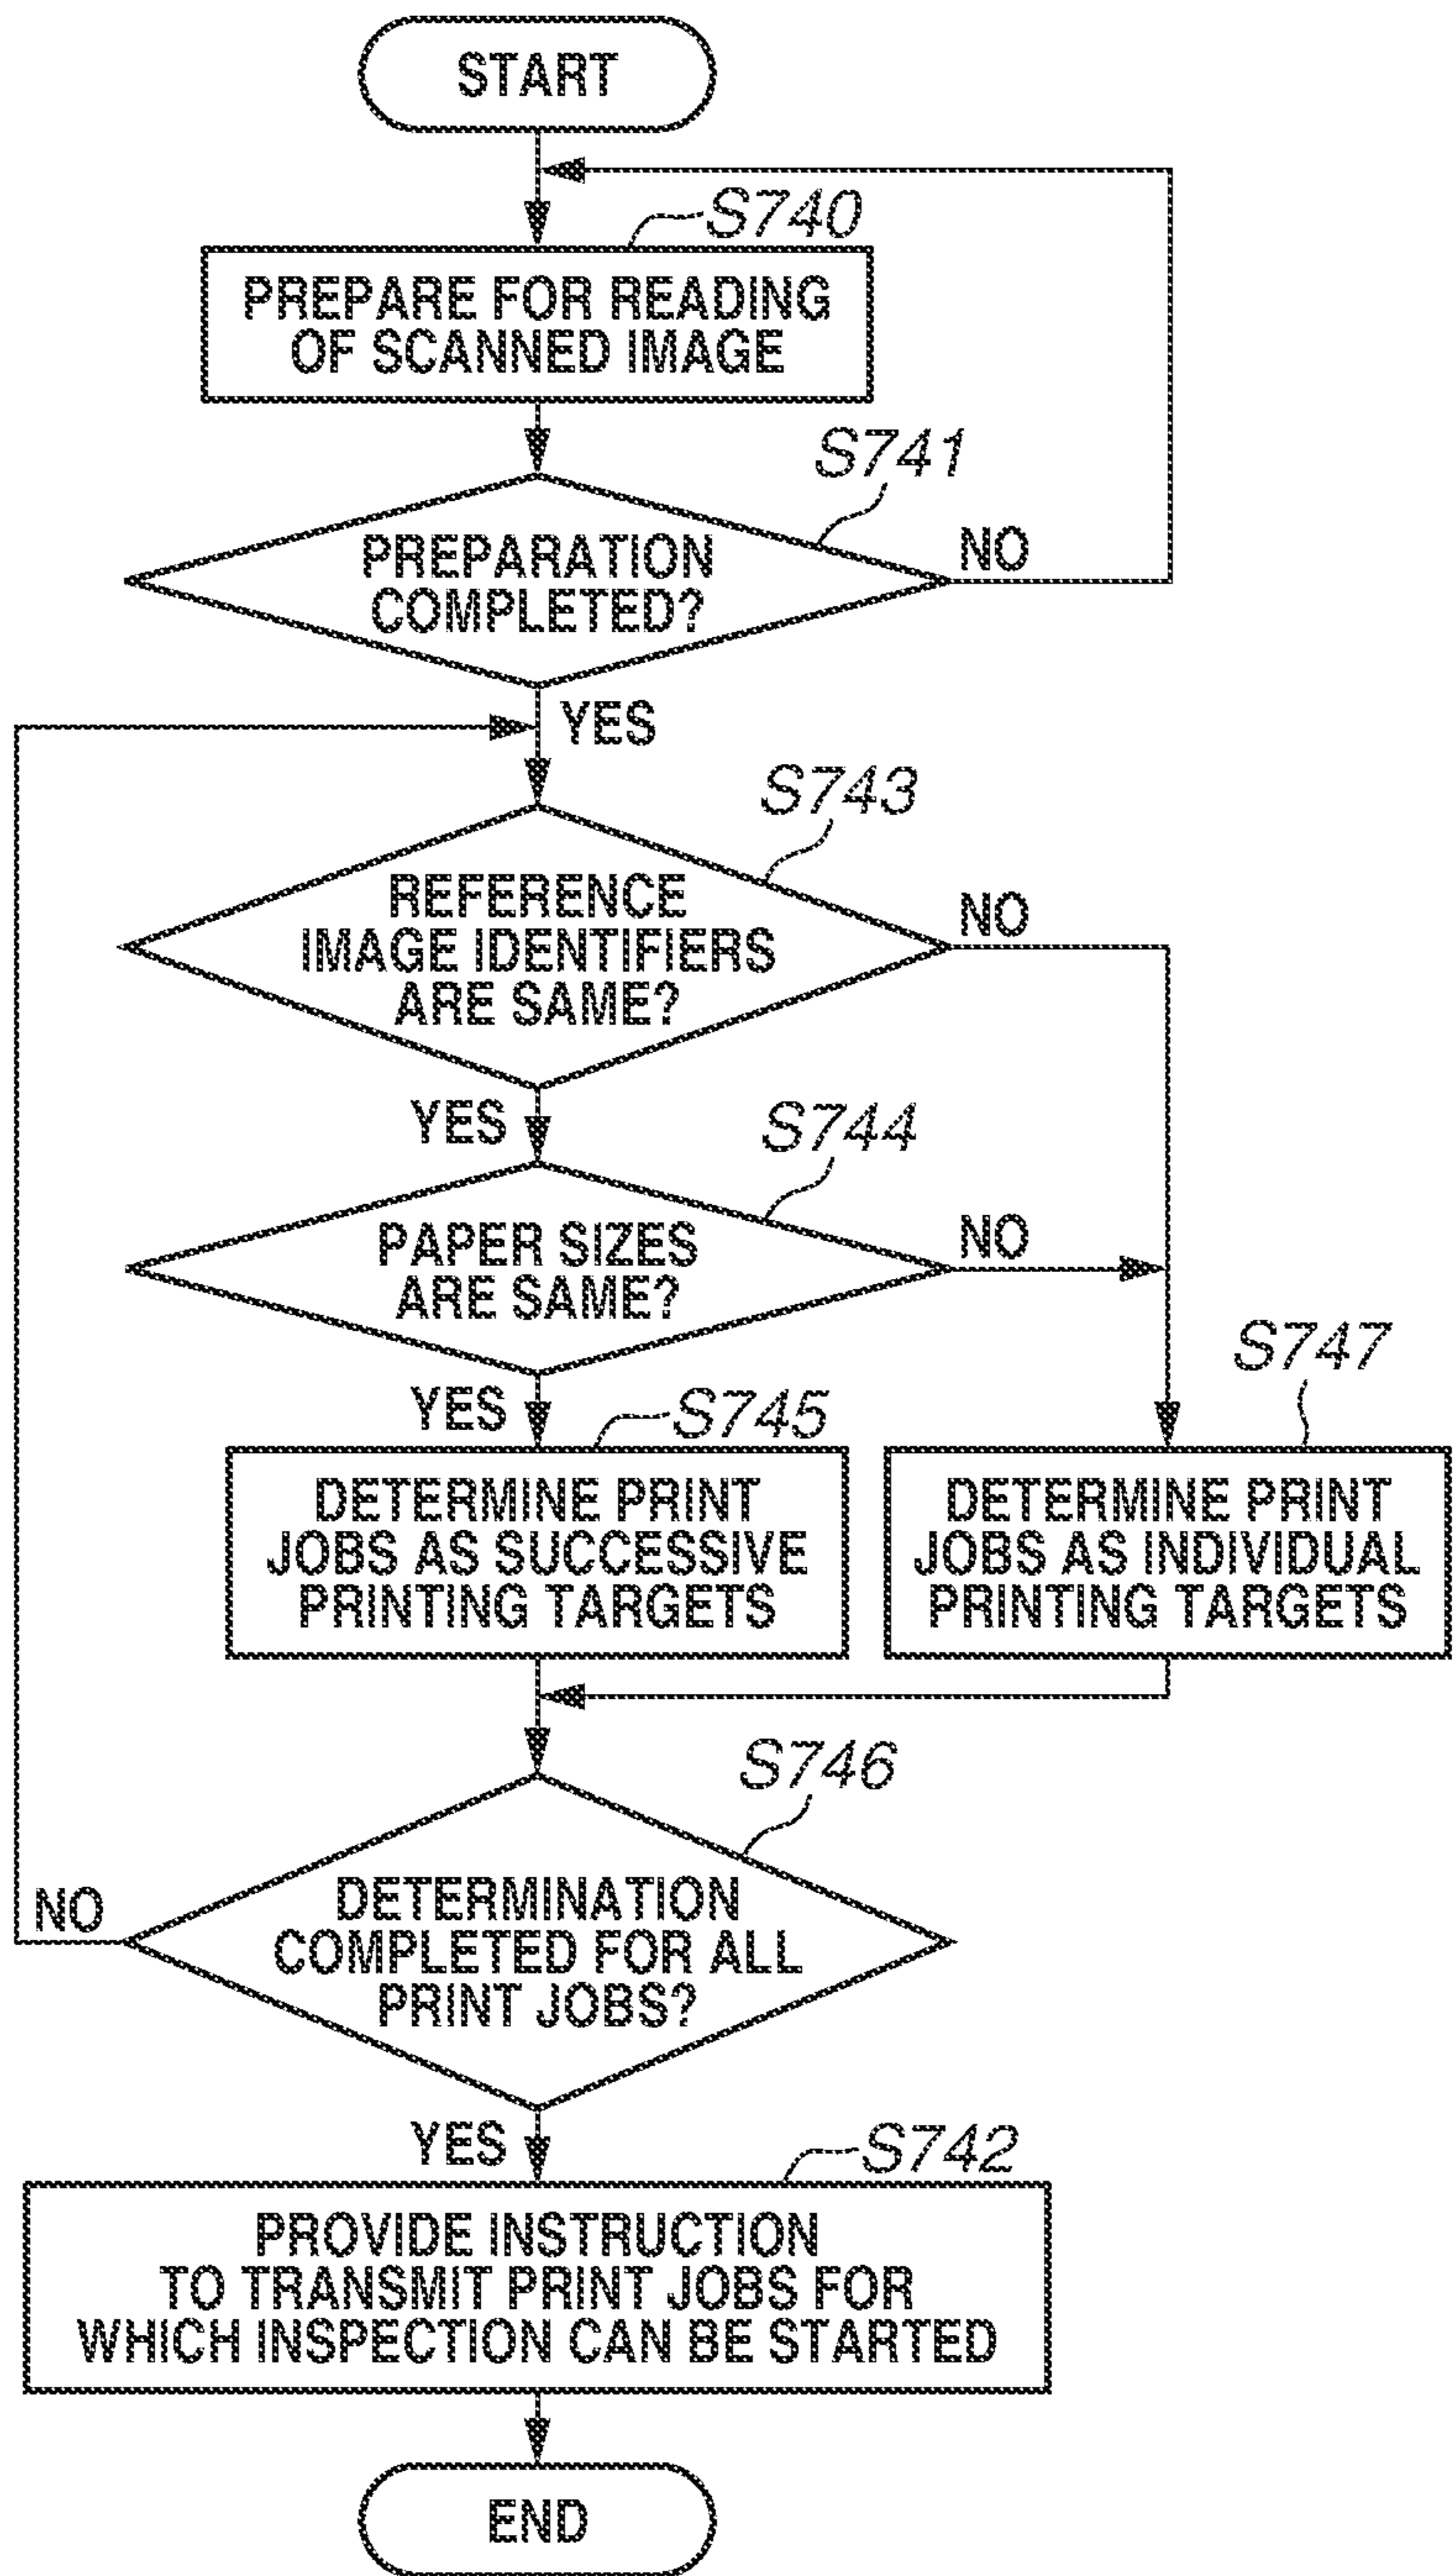 START
S740
PREPARE FOR READING
OF SCANNED IMAGE
S741
PREPARATION
COMPLETED?
NO
YES
S743
REFERENCE
IMAGE IDENTIFIERS
ARE SAME?
NO
YES
S744
PAPER SIZES
ARE SAME?
NO
YES
S745
DETERMINE PRINT
JOBS AS SUCCESSIVE
PRINTING TARGETS
S747
DETERMINE PRINT
JOBS AS INDIVIDUAL
PRINTING TARGETS
S746
DETERMINATION
COMPLETED FOR ALL
PRINT JOBS?
NO
YES
S742
PROVIDE INSTRUCTION
TO TRANSMIT PRINT JOBS FOR
WHICH INSPECTION CAN BE STARTED
END